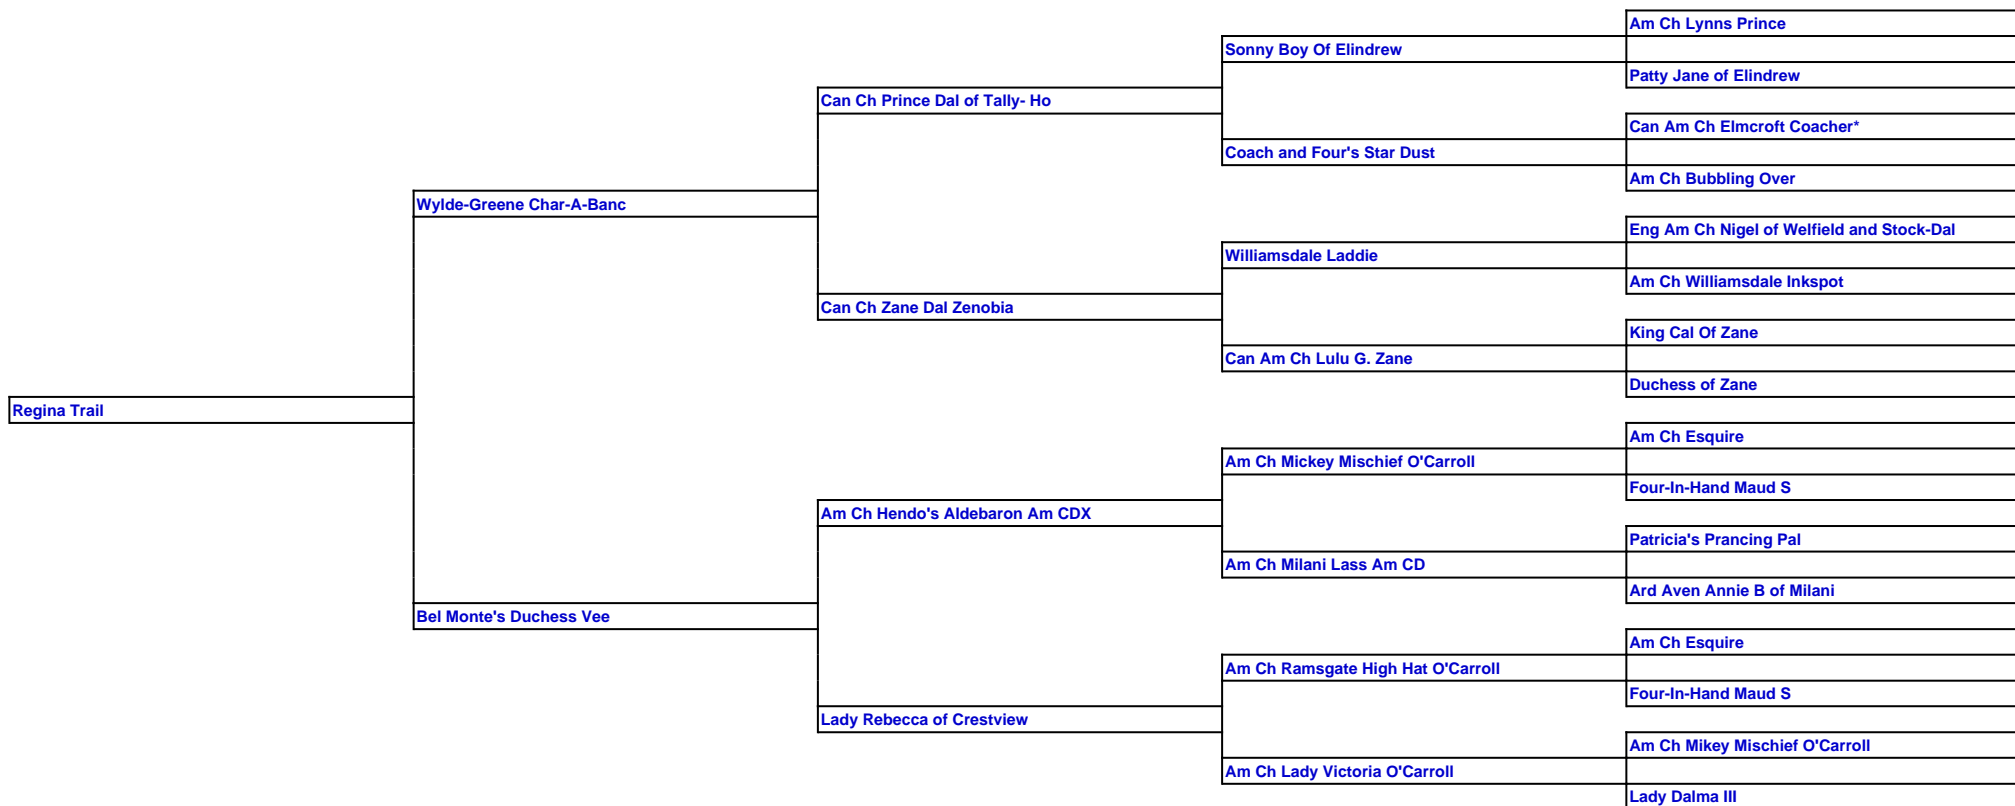 Am Ch Lynns Prince
Sonny Boy Of Elindrew
Patty Jane of Elindrew
Can Ch Prince Dal of Tally- Ho
Can Am Ch Elmcroft Coacher*
Coach and Four's Star Dust
Am Ch Bubbling Over
Wylde-Greene Char-A-Banc
Eng Am Ch Nigel of Welfield and Stock-Dal
Williamsdale Laddie
Am Ch Williamsdale Inkspot
Can Ch Zane Dal Zenobia
King Cal Of Zane
Can Am Ch Lulu G. Zane
Duchess of Zane
Regina Trail
Am Ch Esquire
Am Ch Mickey Mischief O'Carroll
Four-In-Hand Maud S
Am Ch Hendo's Aldebaron Am CDX
Patricia's Prancing Pal
Am Ch Milani Lass Am CD
Ard Aven Annie B of Milani
Bel Monte's Duchess Vee
Am Ch Esquire
Am Ch Ramsgate High Hat O'Carroll
Four-In-Hand Maud S
Lady Rebecca of Crestview
Am Ch Mikey Mischief O'Carroll
Am Ch Lady Victoria O'Carroll
Lady Dalma III